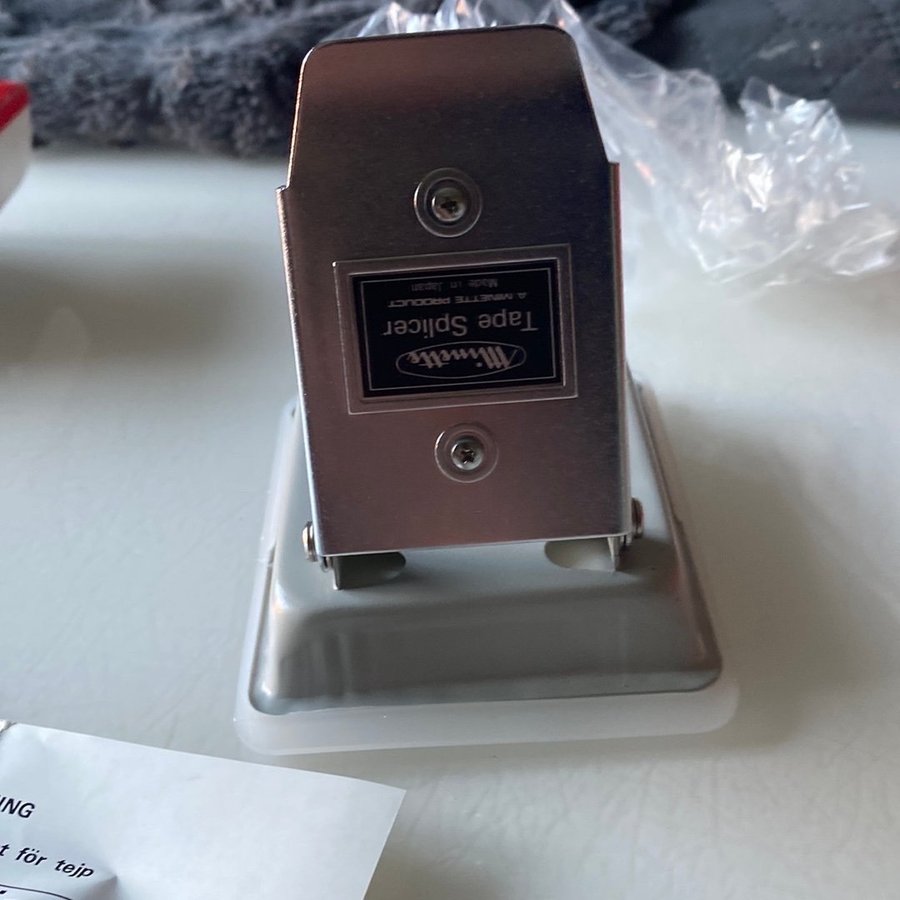 Minette
Tape Splicer
A MINETTE PRODUCT
Made in Japan
ING
t för tejp